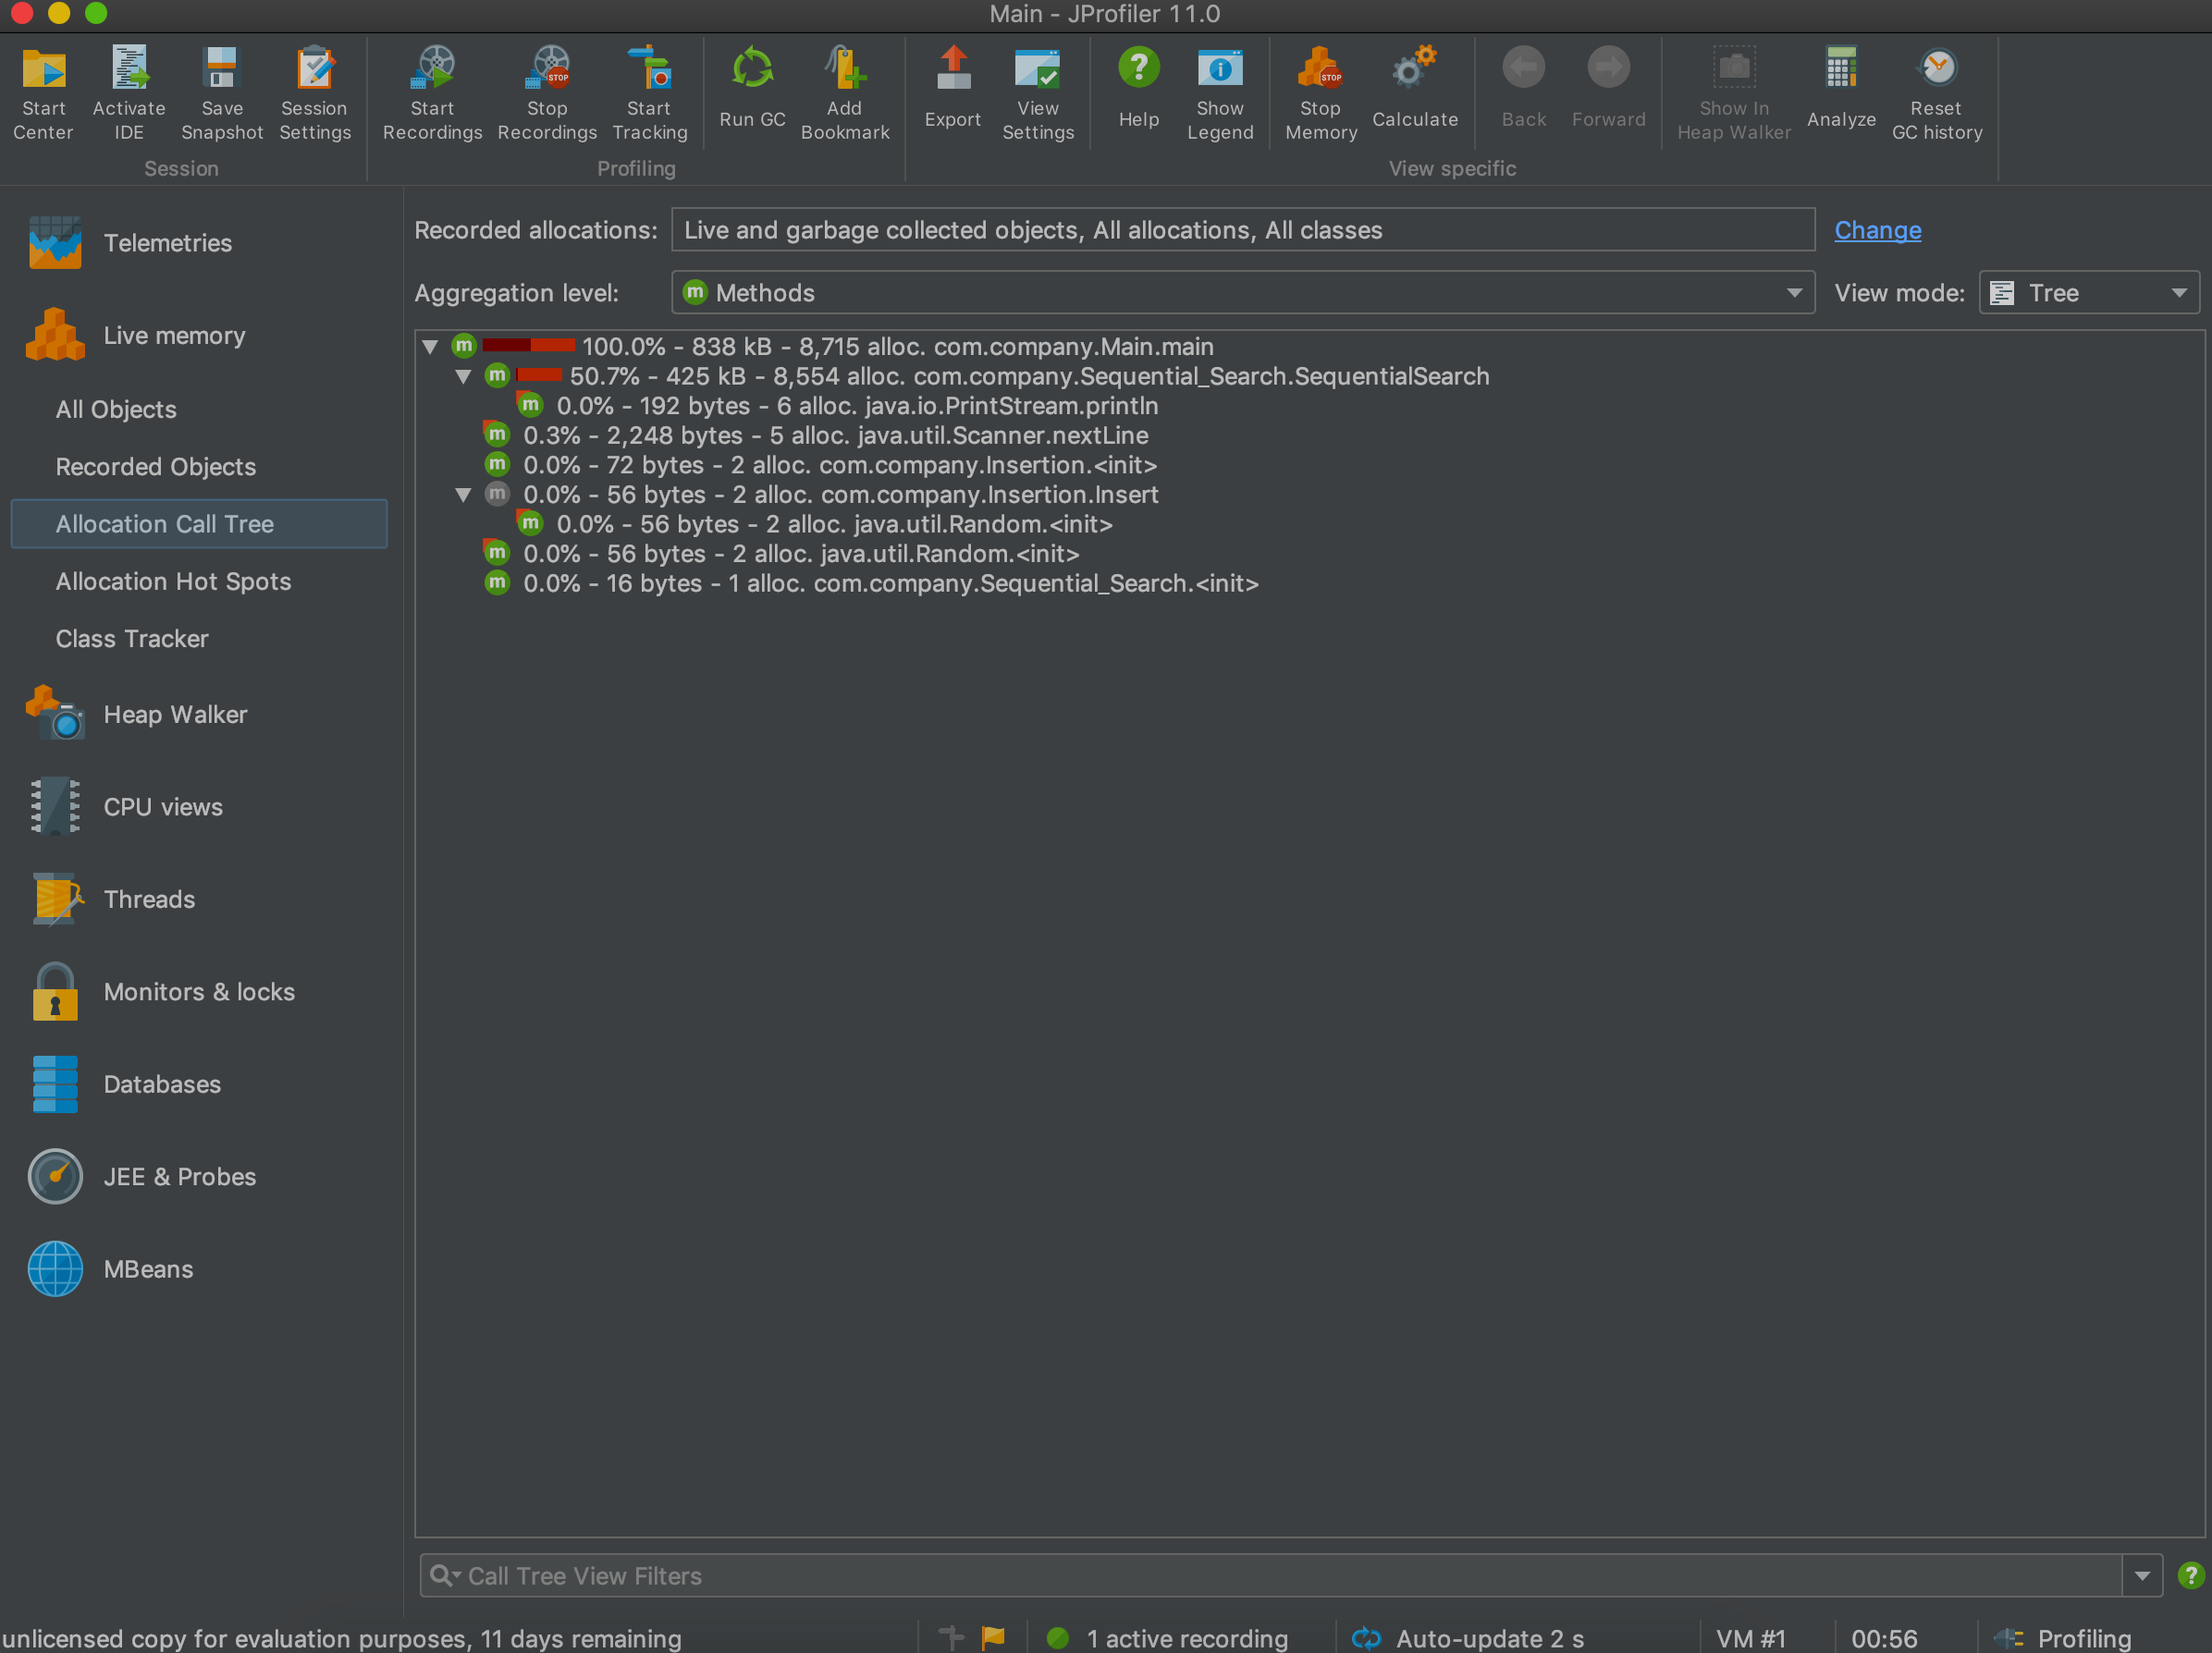 Main - JProfiler 11.0
Start Center
Activate IDE
Save Snapshot
Session Settings
Start Recordings
Stop Recordings
Start Tracking
Run GC
Add Bookmark
Export
View Settings
Help
Show Legend
Stop Memory
Calculate
Back
Forward
Show In Heap Walker
Analyze
Reset GC history
Session
Profiling
View specific
Telemetries
Live memory
All Objects
Recorded Objects
Allocation Call Tree
Allocation Hot Spots
Class Tracker
Heap Walker
CPU views
Threads
Monitors & locks
Databases
JEE & Probes
MBeans
Recorded allocations: Live and garbage collected objects, All allocations, All classes Change
Aggregation level: m Methods View mode: Tree
m 100.0% - 838 kB - 8,715 alloc. com.company.Main.main
m 50.7% - 425 kB - 8,554 alloc. com.company.Sequential_Search.SequentialSearch
m 0.0% - 192 bytes - 6 alloc. java.io.PrintStream.println
m 0.3% - 2,248 bytes - 5 alloc. java.util.Scanner.nextLine
m 0.0% - 72 bytes - 2 alloc. com.company.Insertion.<init>
m 0.0% - 56 bytes - 2 alloc. com.company.Insertion.Insert
m 0.0% - 56 bytes - 2 alloc. java.util.Random.<init>
m 0.0% - 56 bytes - 2 alloc. java.util.Random.<init>
m 0.0% - 16 bytes - 1 alloc. com.company.Sequential_Search.<init>
Call Tree View Filters
unlicensed copy for evaluation purposes, 11 days remaining
1 active recording
Auto-update 2 s
VM #1
00:56
Profiling